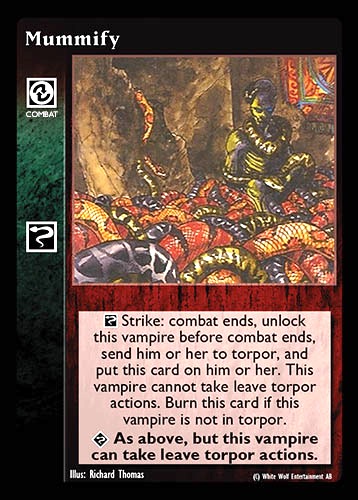 Mummify
COMBAT
Strike: combat ends, unlock
this vampire before combat ends,
send him or her to torpor, and
put this card on him or her. This
vampire cannot take leave torpor
actions. Burn this card if this
vampire is not in torpor.
As above, but this vampire
can take leave torpor actions.
Illus: Richard Thomas
(C) White Wolf Entertainment AB